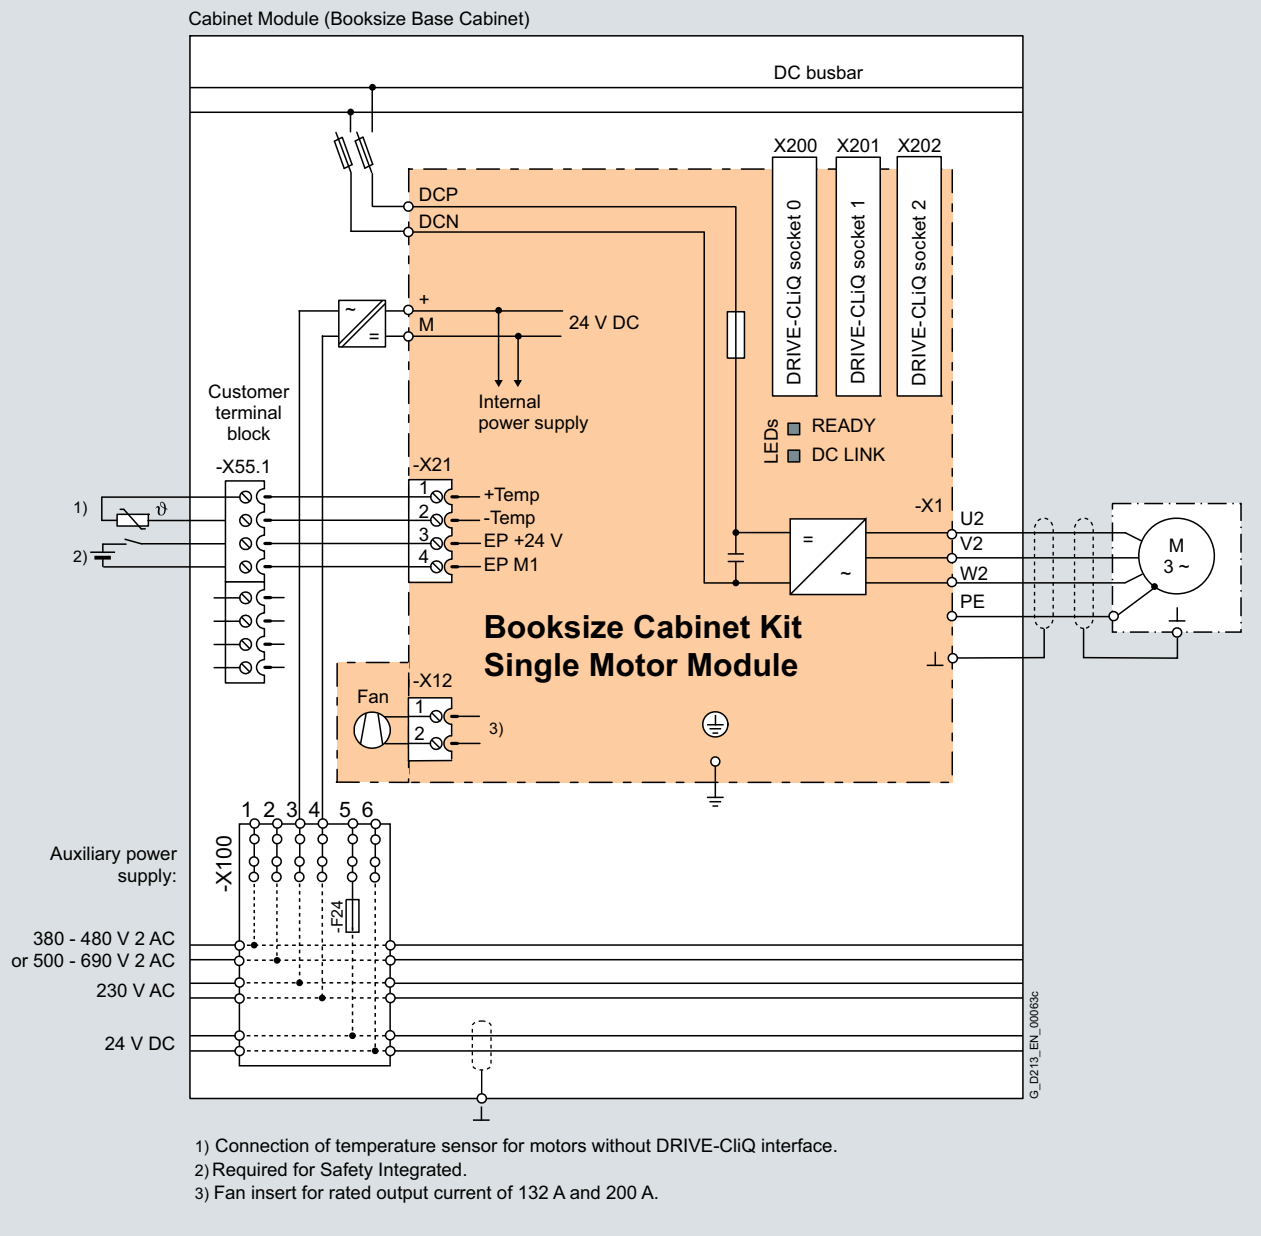 Cabinet Module (Booksize Base Cabinet)
DC busbar
X200 X201 X202
DRIVE-CLiQ socket 0
DRIVE-CLiQ socket 1
DRIVE-CLiQ socket 2
DCP
DCN
+
M
~
=
24 V DC
Internal
power supply
LEDs
READY
DC LINK
Customer
terminal
block
-X55.1
1)
ϑ
2)
-X21
1 +Temp
2 -Temp
3 EP +24 V
4 EP M1
=
~
-X1
U2
V2
W2
PE
M
3 ~
Booksize Cabinet Kit
Single Motor Module
Fan
-X12
1
2
3)
1 2 3 4 5 6
-X100
-F24
Auxiliary power
supply:
380 - 480 V 2 AC
or 500 - 690 V 2 AC
230 V AC
24 V DC
G_D213_EN_00063c
1) Connection of temperature sensor for motors without DRIVE-CliQ interface.
2) Required for Safety Integrated.
3) Fan insert for rated output current of 132 A and 200 A.